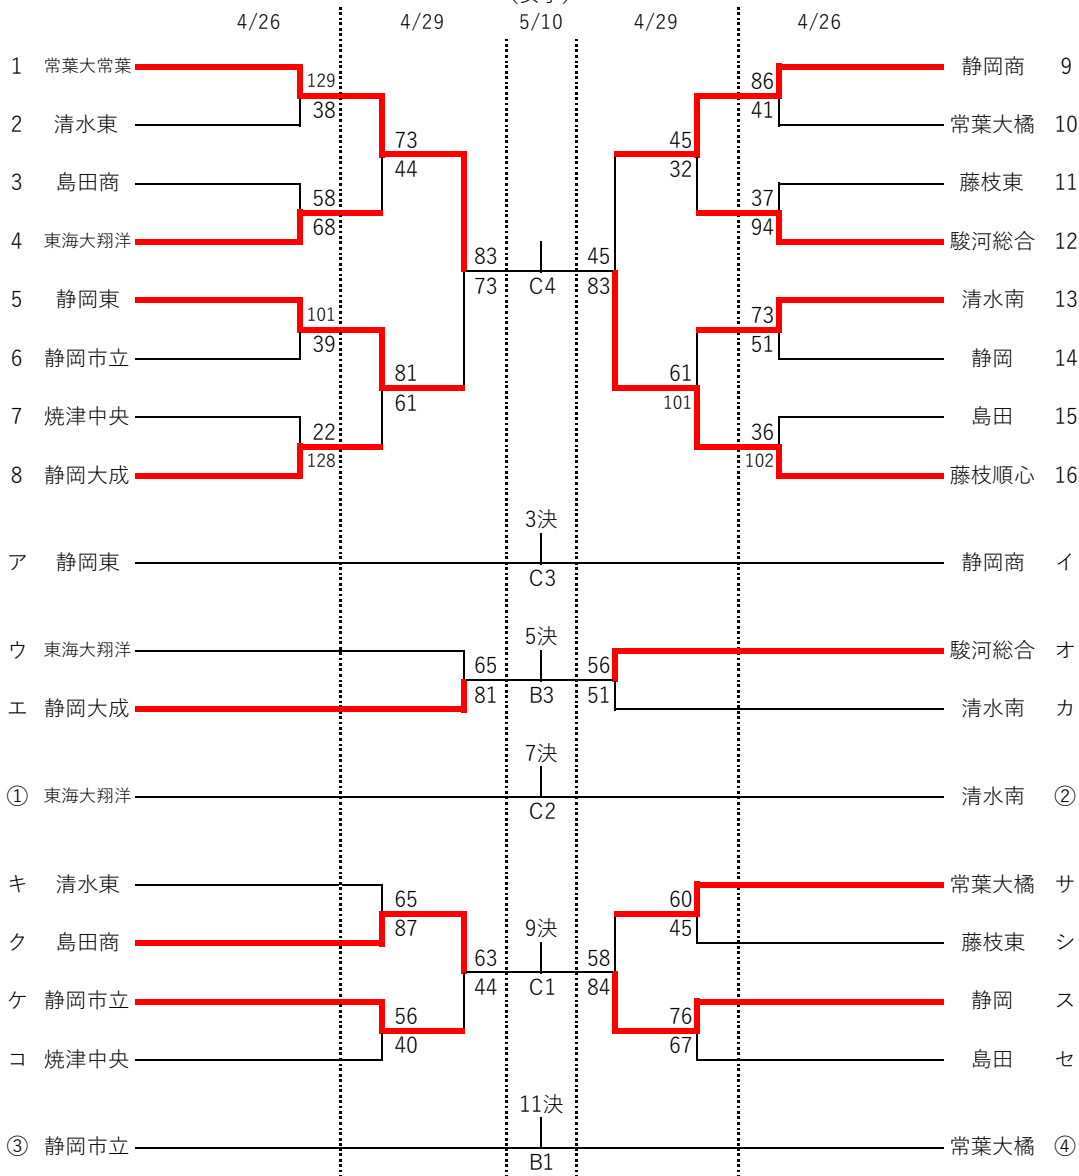 (女子)
4/26 4/29 5/10 4/29 4/26
1 常葉大常葉 静岡商 9
129 86
38 41
2 清水東 常葉大橘 10
73 45
44 32
3 島田商 藤枝東 11
58 37
68 94
4 東海大翔洋 駿河総合 12
83 45
73 C4 83
5 静岡東 清水南 13
101 73
39 51
6 静岡市立 静岡 14
81 61
61 101
7 焼津中央 島田 15
22 36
128 102
8 静岡大成 藤枝順心 16
3決
ア 静岡東 静岡商 イ
C3
5決
ウ 東海大翔洋 駿河総合 オ
65 56
81 B3 51
エ 静岡大成 清水南 カ
7決
① 東海大翔洋 清水南 ②
C2
キ 清水東 常葉大橘 サ
65 60
87 45
9決
ク 島田商 藤枝東 シ
63 58
44 C1 84
ケ 静岡市立 静岡 ス
56 76
40 67
コ 焼津中央 島田 セ
11決
③ 静岡市立 常葉大橘 ④
B1